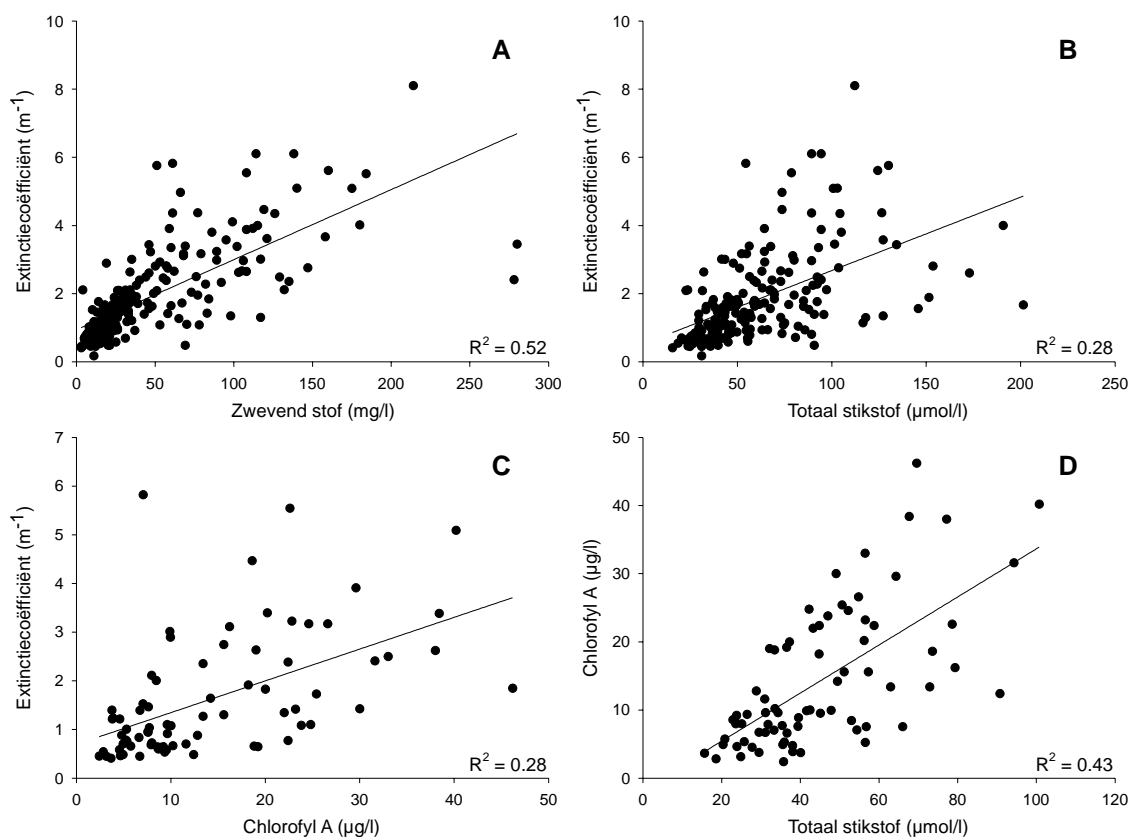 A
Extinctiecoëfficiënt (m-1)
10
8
6
4
2
0
0 50 100 150 200 250 300
Zwevend stof (mg/l)
R2 = 0.52
B
Extinctiecoëfficiënt (m-1)
10
8
6
4
2
0
0 50 100 150 200 250
Totaal stikstof (µmol/l)
R2 = 0.28
C
Extinctiecoëfficiënt (m-1)
7
6
5
4
3
2
1
0
0 10 20 30 40 50
Chlorofyl A (µg/l)
R2 = 0.28
D
Chlorofyl A (µg/l)
50
40
30
20
10
0
0 20 40 60 80 100 120
Totaal stikstof (µmol/l)
R2 = 0.43